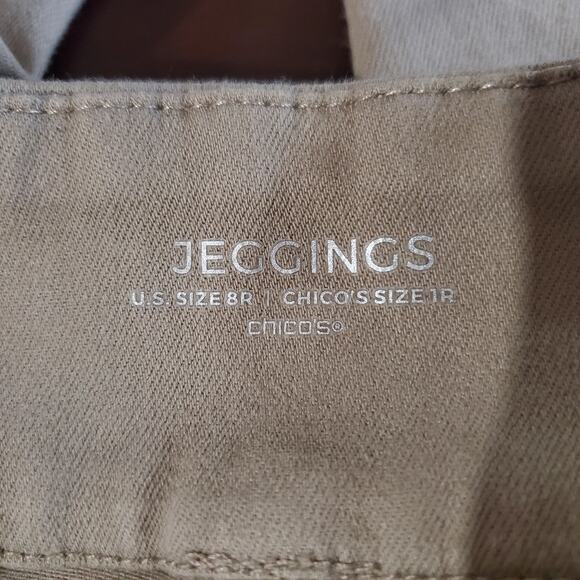 JEGGINGS
U.S. SIZE 8R | CHICO'S SIZE 1R
CHICO'S®